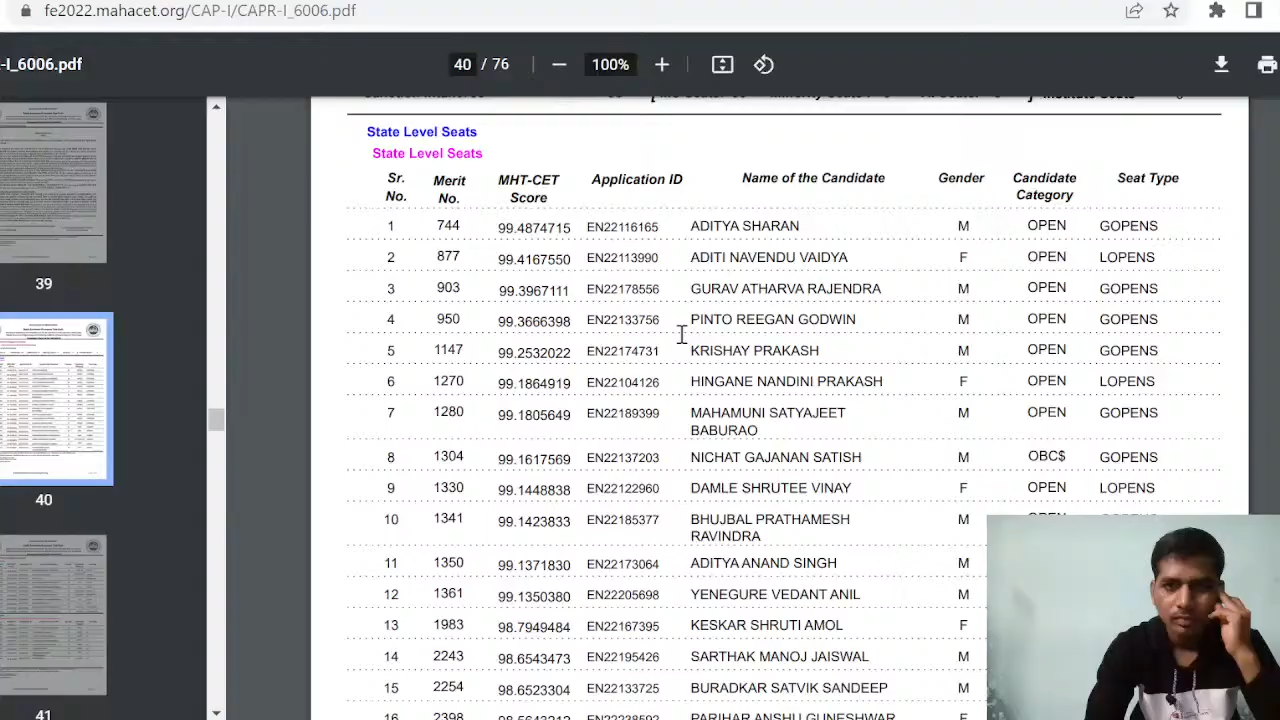 fe2022.mahacet.org/CAP-I/CAPR-I_6006.pdf
-I_6006.pdf
40 / 76
100%
State Level Seats
State Level Seats
Sr. No. Merit No. MHT-CET Score Application ID Name of the Candidate Gender Candidate Category Seat Type
1 744 99.4874715 EN22116165 ADITYA SHARAN M OPEN GOPENS
2 877 99.4167550 EN22113990 ADITI NAVENDU VAIDYA F OPEN LOPENS
3 903 99.3967111 EN22178556 GURAV ATHARVA RAJENDRA M OPEN GOPENS
4 950 99.3666398 EN22133756 PINTO REEGAN GODWIN M OPEN GOPENS
5 1147 99.2532022 EN22174731 KRISHAY PRAKASH M OPEN GOPENS
6 1270 99.1864919 EN22104126 HINGANE NANDINI PRAKASH F OPEN LOPENS
7 1280 99.1805649 EN22189399 MAHAMUNI SATYAJEET M OPEN GOPENS
BABURAO
8 1304 99.1617569 EN22137203 NICHAT GAJANAN SATISH M OBC$ GOPENS
9 1330 99.1448838 EN22122960 DAMLE SHRUTEE VINAY F OPEN LOPENS
10 1341 99.1423833 EN22185377 BHUJBAL PRATHAMESH M
RAVINDRA
11 1350 99.1371830 EN22173064 ADITYA ANAND SINGH M
12 1361 99.1350380 EN22205698 YENEGURE VEDANT ANIL M
13 1983 98.7949484 EN22167395 KESKAR SHRUTI AMOL F
14 2243 98.6543473 EN22195426 SARTHAK MANOJ JAISWAL M
15 2254 98.6523304 EN22133725 BURADKAR SATVIK SANDEEP M
16 2398 PARIHAR ANSHU GUNESHWAR F
39
40
41